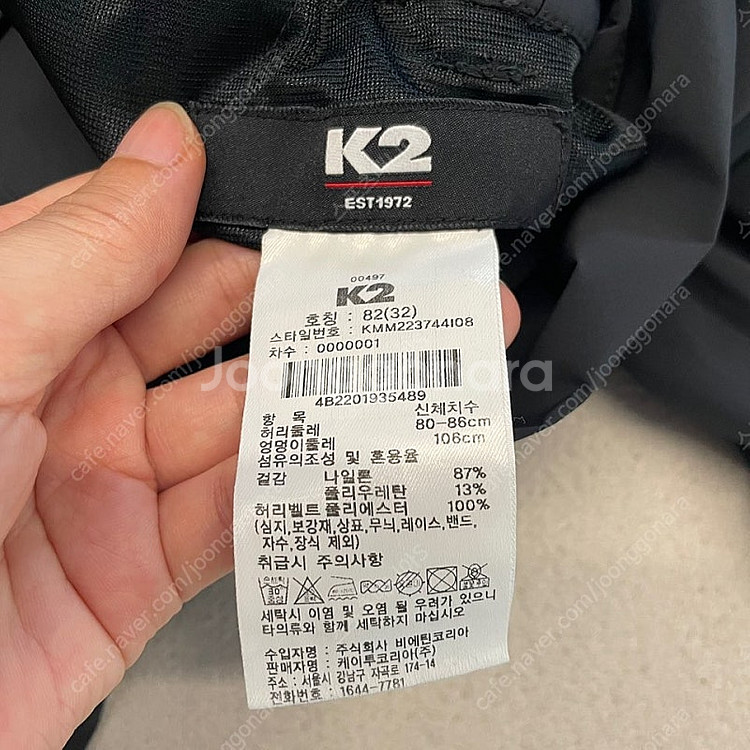 K2
EST1972
00497
K2
호칭 : 82(32)
스타일번호 : KMM223744I08
차수 : 0000001
Joonggonara
4B2201935489
항 목 신체치수
허리둘레 80-86cm
엉덩이둘레 106cm
섬유의조성 및 혼용율
겉감 나일론 87%
폴리우레탄 13%
허리벨트 폴리에스터 100%
(심지,보강재,상표,무늬,레이스,밴드,
자수,장식 제외)
취급시 주의사항
세탁시 이염 및 오염 될 우려가 있으니
타의류와 함께 세탁하지 마십시오
수입자명 : 주식회사 비에틴코리아
판매자명 : 케이투코리아(주)
주소 : 서울시 강남구 자곡로 174-14
전화번호 : 1644-7781
cafe.naver.com/joonggonara